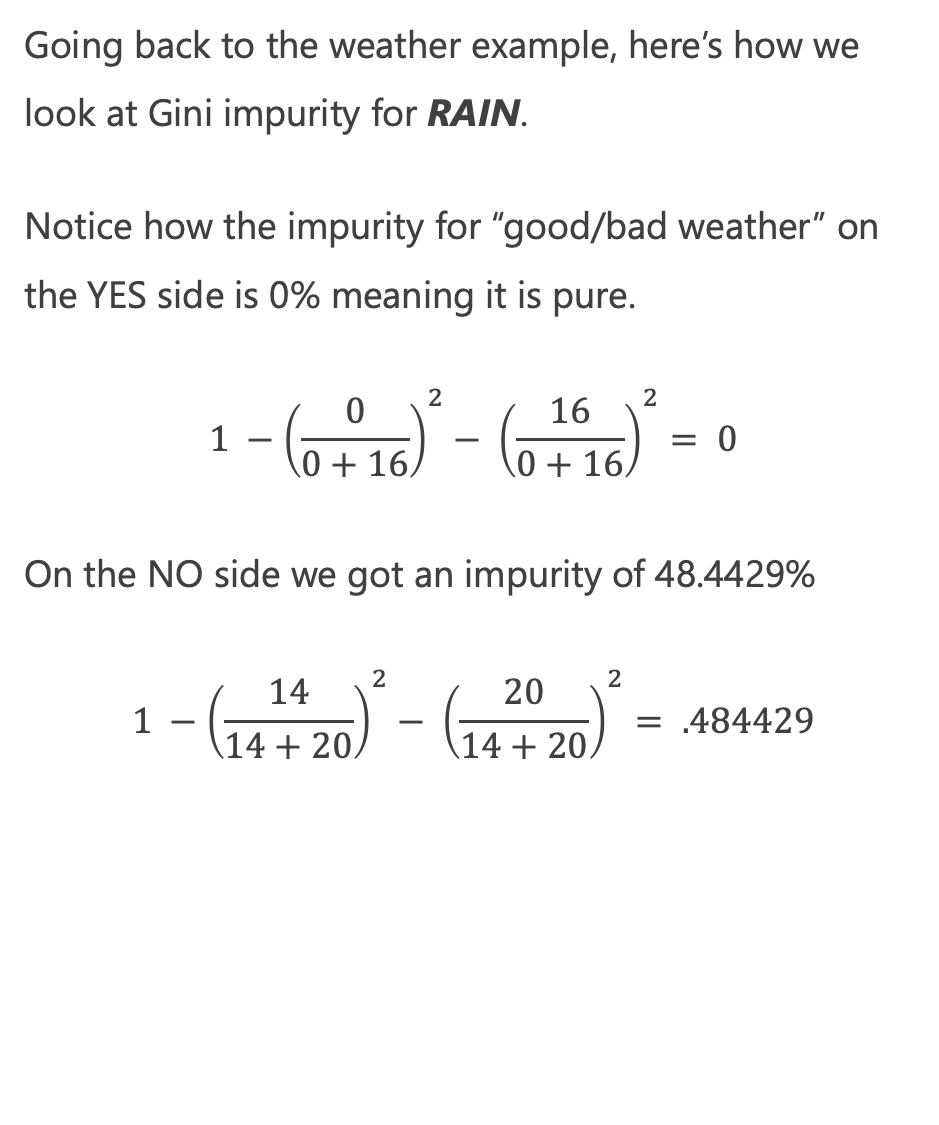 Going back to the weather example, here’s how we
look at Gini impurity for RAIN.
Notice how the impurity for “good/bad weather” on
the YES side is 0% meaning it is pure.
1 − (0/(0 + 16))² − (16/(0 + 16))² = 0
On the NO side we got an impurity of 48.4429%
1 − (14/(14 + 20))² − (20/(14 + 20))² = .484429